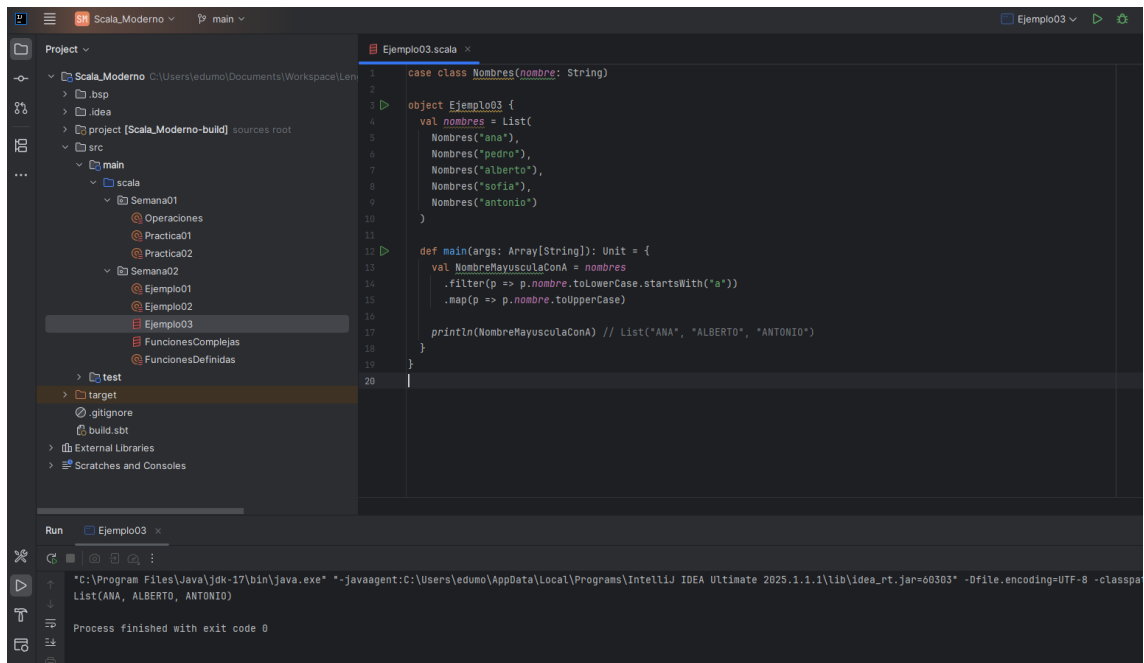 SM Scala_Moderno main Ejemplo03
Project
Scala_Moderno C:\Users\edumo\Documents\Workspace\Len
.bsp
.idea
project [Scala_Moderno-build] sources root
src
main
scala
Semana01
Operaciones
Practica01
Practica02
Semana02
Ejemplo01
Ejemplo02
Ejemplo03
FuncionesComplejas
FuncionesDefinidas
test
target
.gitignore
build.sbt
External Libraries
Scratches and Consoles
Ejemplo03.scala
1 case class Nombres(nombre: String)
2
3 object Ejemplo03 {
4 val nombres = List(
5 Nombres("ana"),
6 Nombres("pedro"),
7 Nombres("alberto"),
8 Nombres("sofia"),
9 Nombres("antonio")
10 )
11
12 def main(args: Array[String]): Unit = {
13 val NombreMayusculaConA = nombres
14 .filter(p => p.nombre.toLowerCase.startsWith("a"))
15 .map(p => p.nombre.toUpperCase)
16
17 println(NombreMayusculaConA) // List("ANA", "ALBERTO", "ANTONIO")
18 }
19 }
20
Run Ejemplo03
"C:\Program Files\Java\jdk-17\bin\java.exe" "-javaagent:C:\Users\edumo\AppData\Local\Programs\IntelliJ IDEA Ultimate 2025.1.1.1\lib\idea_rt.jar=60303" -Dfile.encoding=UTF-8 -classpa
List(ANA, ALBERTO, ANTONIO)
Process finished with exit code 0